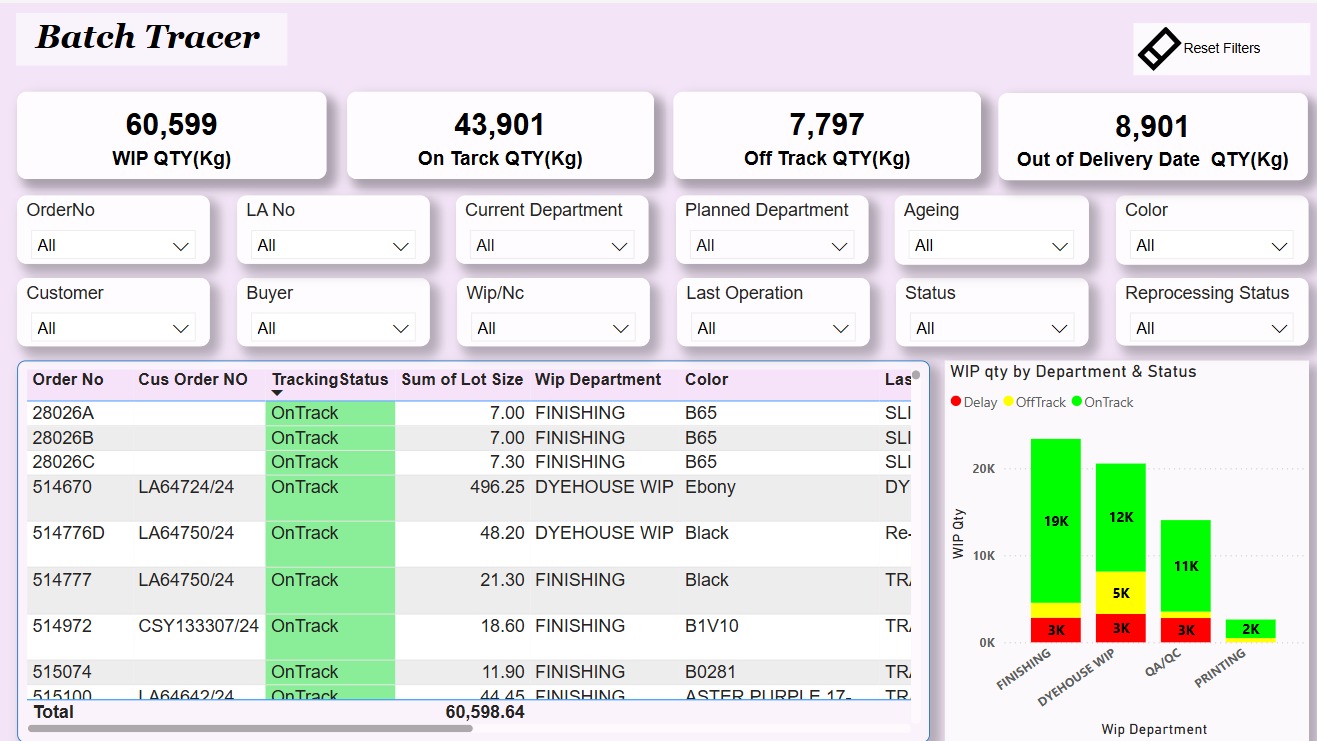 Batch Tracer
Reset Filters
60,599
WIP QTY(Kg)
43,901
On Tarck QTY(Kg)
7,797
Off Track QTY(Kg)
8,901
Out of Delivery Date QTY(Kg)
OrderNo
All
LA No
All
Current Department
All
Planned Department
All
Ageing
All
Color
All
Customer
All
Buyer
All
Wip/Nc
All
Last Operation
All
Status
All
Reprocessing Status
All
Order No Cus Order NO TrackingStatus Sum of Lot Size Wip Department Color Las
28026A OnTrack 7.00 FINISHING B65 SLI
28026B OnTrack 7.00 FINISHING B65 SLI
28026C OnTrack 7.30 FINISHING B65 SLI
514670 LA64724/24 OnTrack 496.25 DYEHOUSE WIP Ebony DY
514776D LA64750/24 OnTrack 48.20 DYEHOUSE WIP Black Re-
514777 LA64750/24 OnTrack 21.30 FINISHING Black TRA
514972 CSY133307/24 OnTrack 18.60 FINISHING B1V10 TRA
515074 OnTrack 11.90 FINISHING B0281 TRA
515100 LA64642/24 OnTrack 44.45 FINISHING ASTER PURPLE 17- TRA
Total 60,598.64
WIP qty by Department & Status
Delay OffTrack OnTrack
WIP Qty
20K
10K
0K
19K
3K
12K
5K
3K
11K
3K
2K
FINISHING
DYEHOUSE WIP
QA/QC
PRINTING
Wip Department